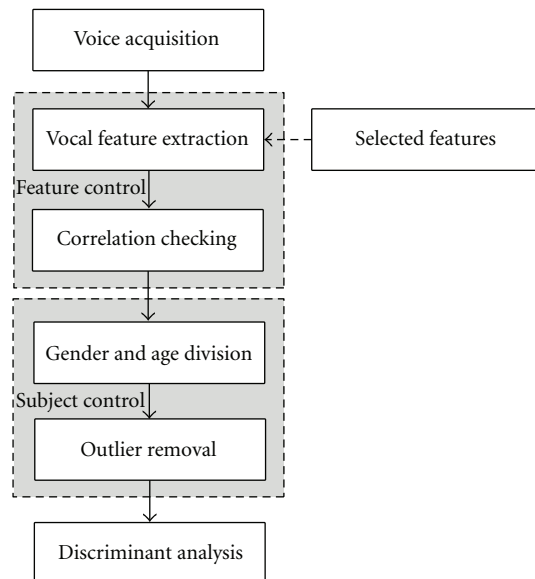 Voice acquisition
Vocal feature extraction
Selected features
Feature control
Correlation checking
Gender and age division
Subject control
Outlier removal
Discriminant analysis